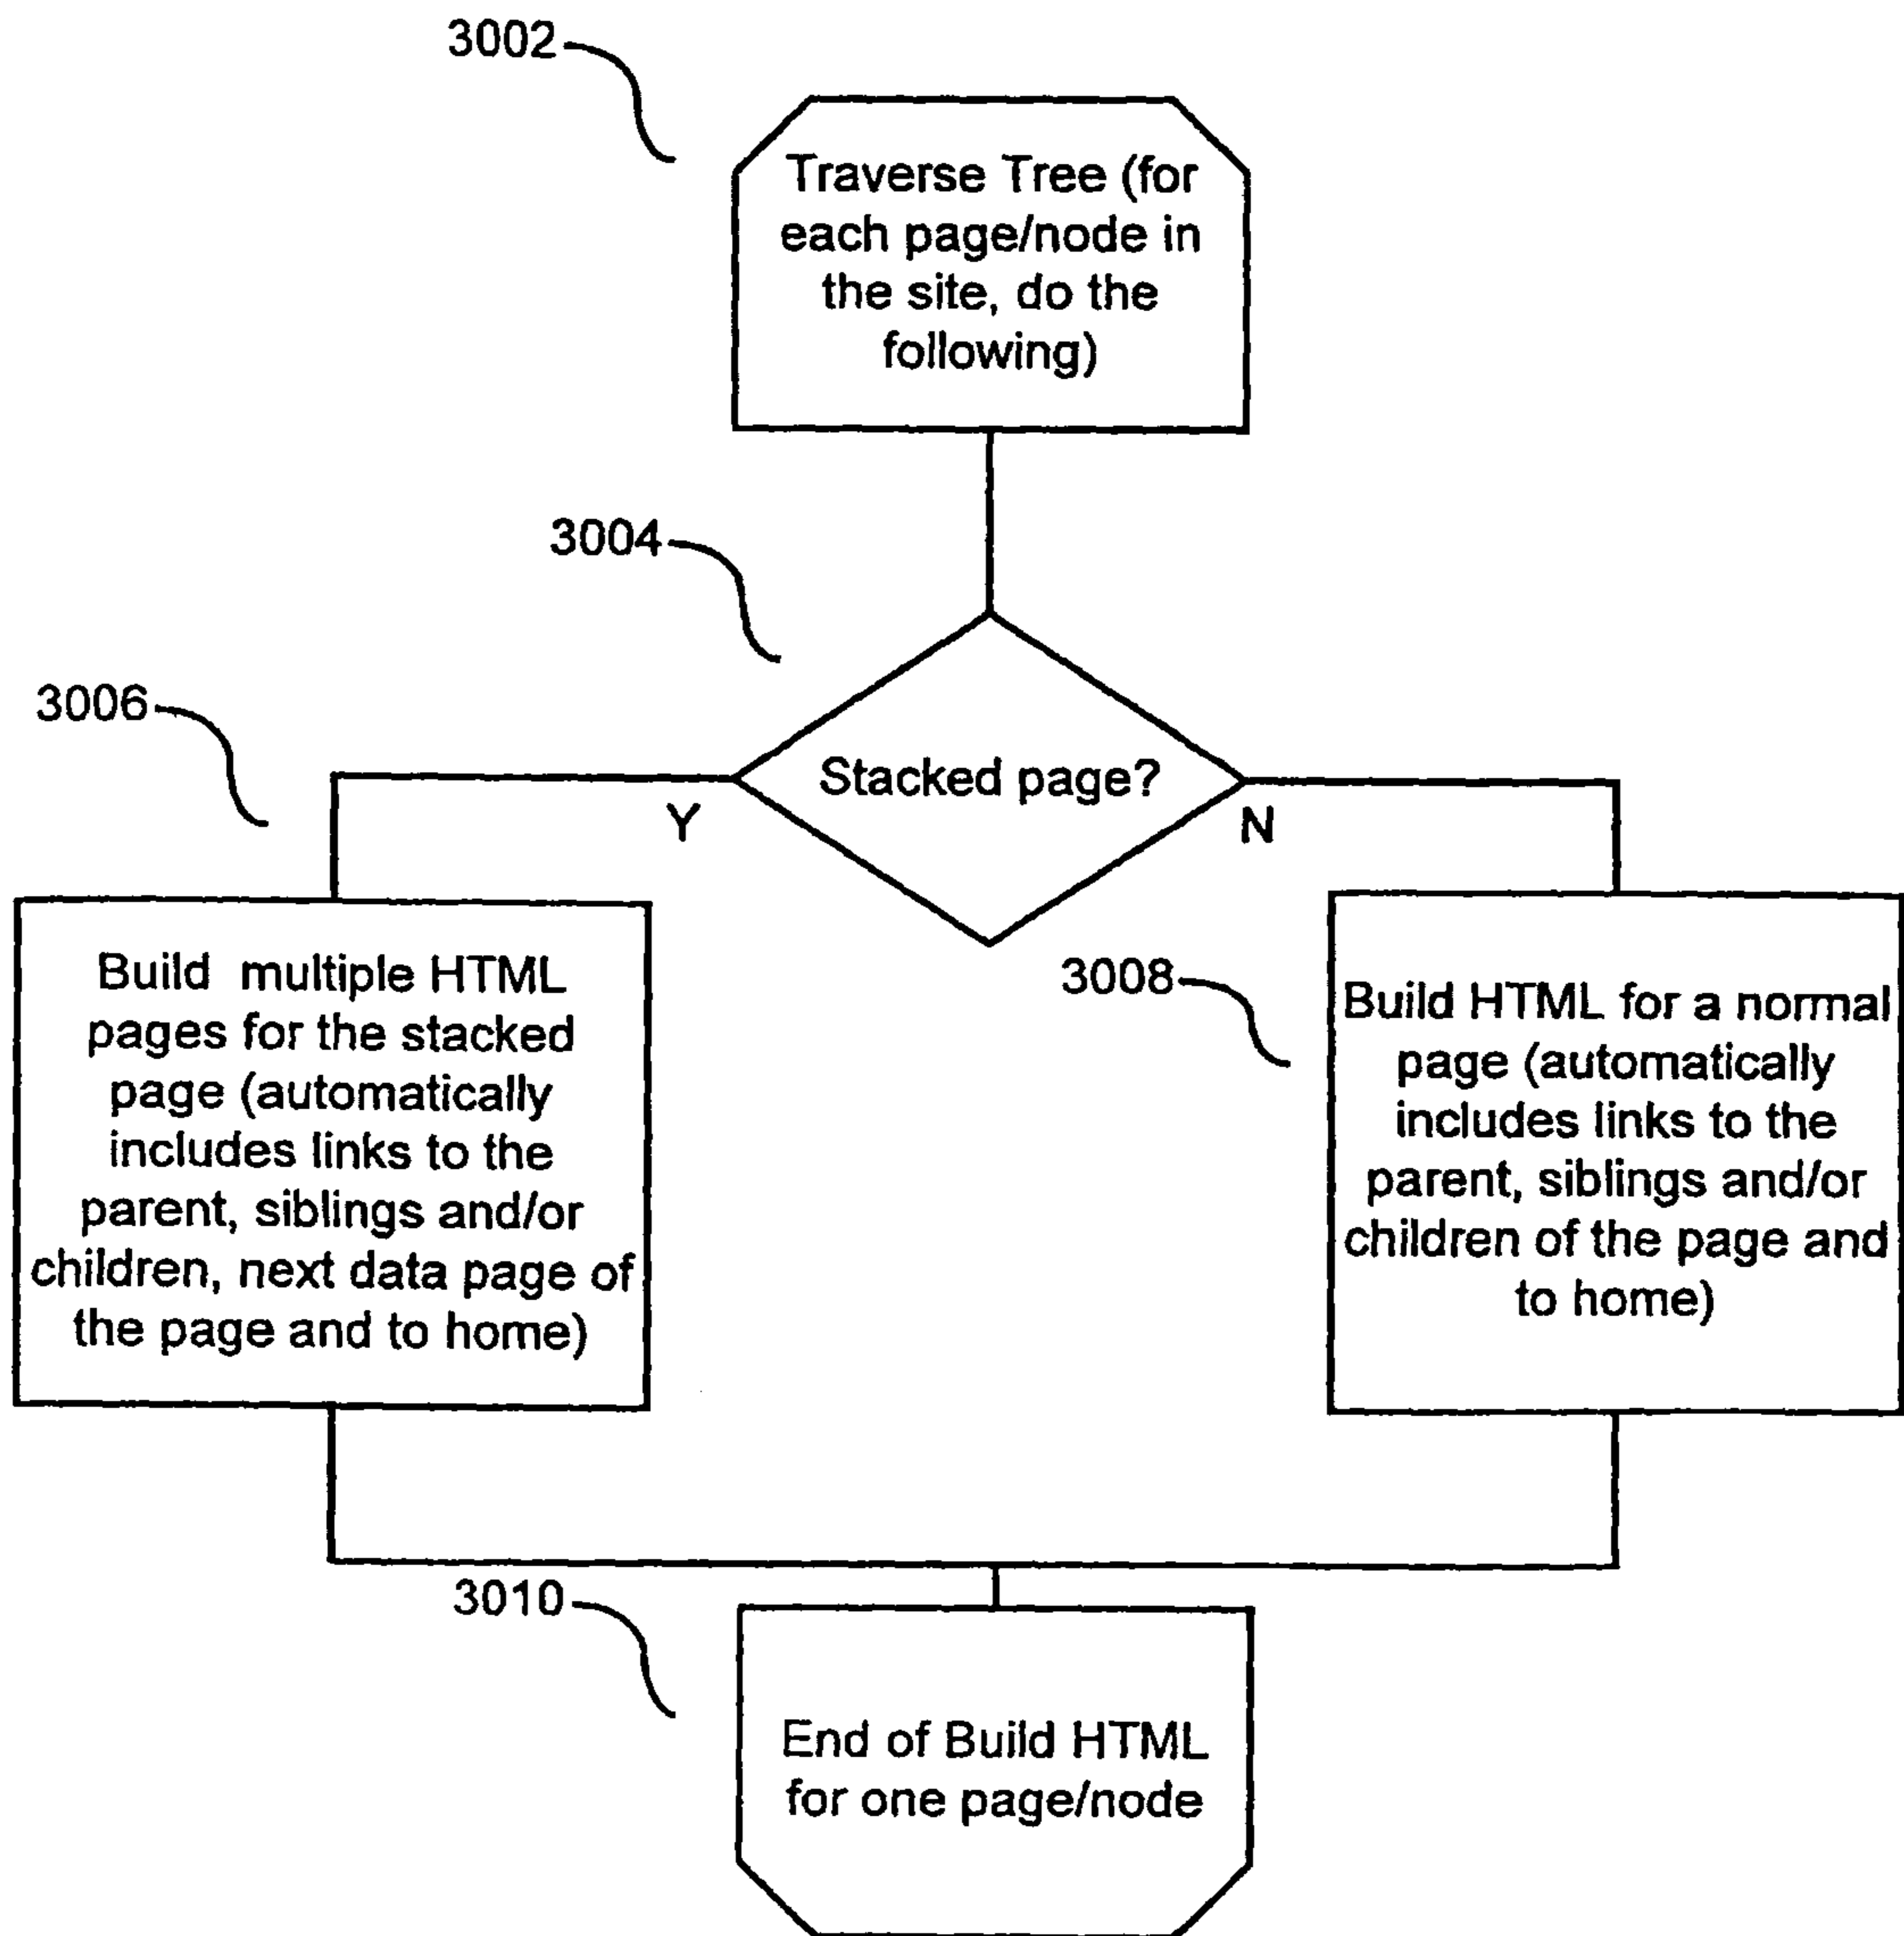 3002
Traverse Tree (for
each page/node in
the site, do the
following)
3004
Stacked page?
Y
N
3006
Build multiple HTML
pages for the stacked
page (automatically
includes links to the
parent, siblings and/or
children, next data page of
the page and to home)
3008
Build HTML for a normal
page (automatically
includes links to the
parent, siblings and/or
children of the page and
to home)
3010
End of Build HTML
for one page/node